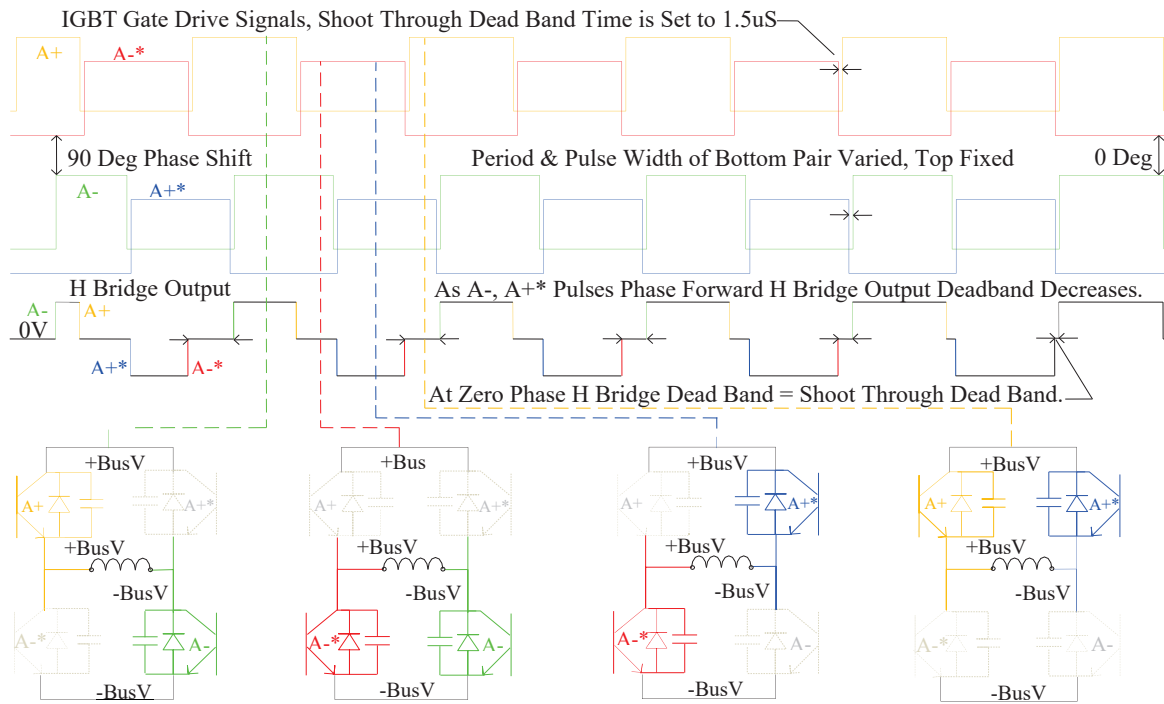 IGBT Gate Drive Signals, Shoot Through Dead Band Time is Set to 1.5uS
A+
A-*
90 Deg Phase Shift
Period & Pulse Width of Bottom Pair Varied, Top Fixed
0 Deg
A-
A+*
H Bridge Output
As A-, A+* Pulses Phase Forward H Bridge Output Deadband Decreases.
A-
A+
0V
A+*
A-*
At Zero Phase H Bridge Dead Band = Shoot Through Dead Band.
+BusV
A+
A+*
+BusV
-BusV
A-*
A-
-BusV
+Bus
A+
A+*
+BusV
-BusV
A-*
A-
-BusV
+BusV
A+
A+*
+BusV
-BusV
A-*
A-
-BusV
+BusV
A+
A+*
+BusV
-BusV
A-*
A-
-BusV